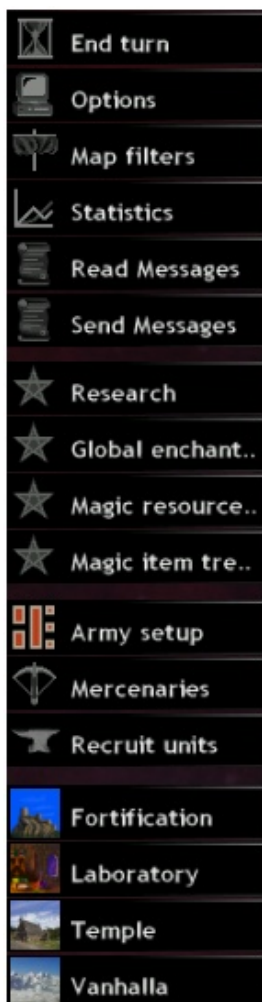 End turn
Options
Map filters
Statistics
Read Messages
Send Messages
Research
Global enchant..
Magic resource..
Magic item tre..
Army setup
Mercenaries
Recruit units
Fortification
Laboratory
Temple
Vanhalla